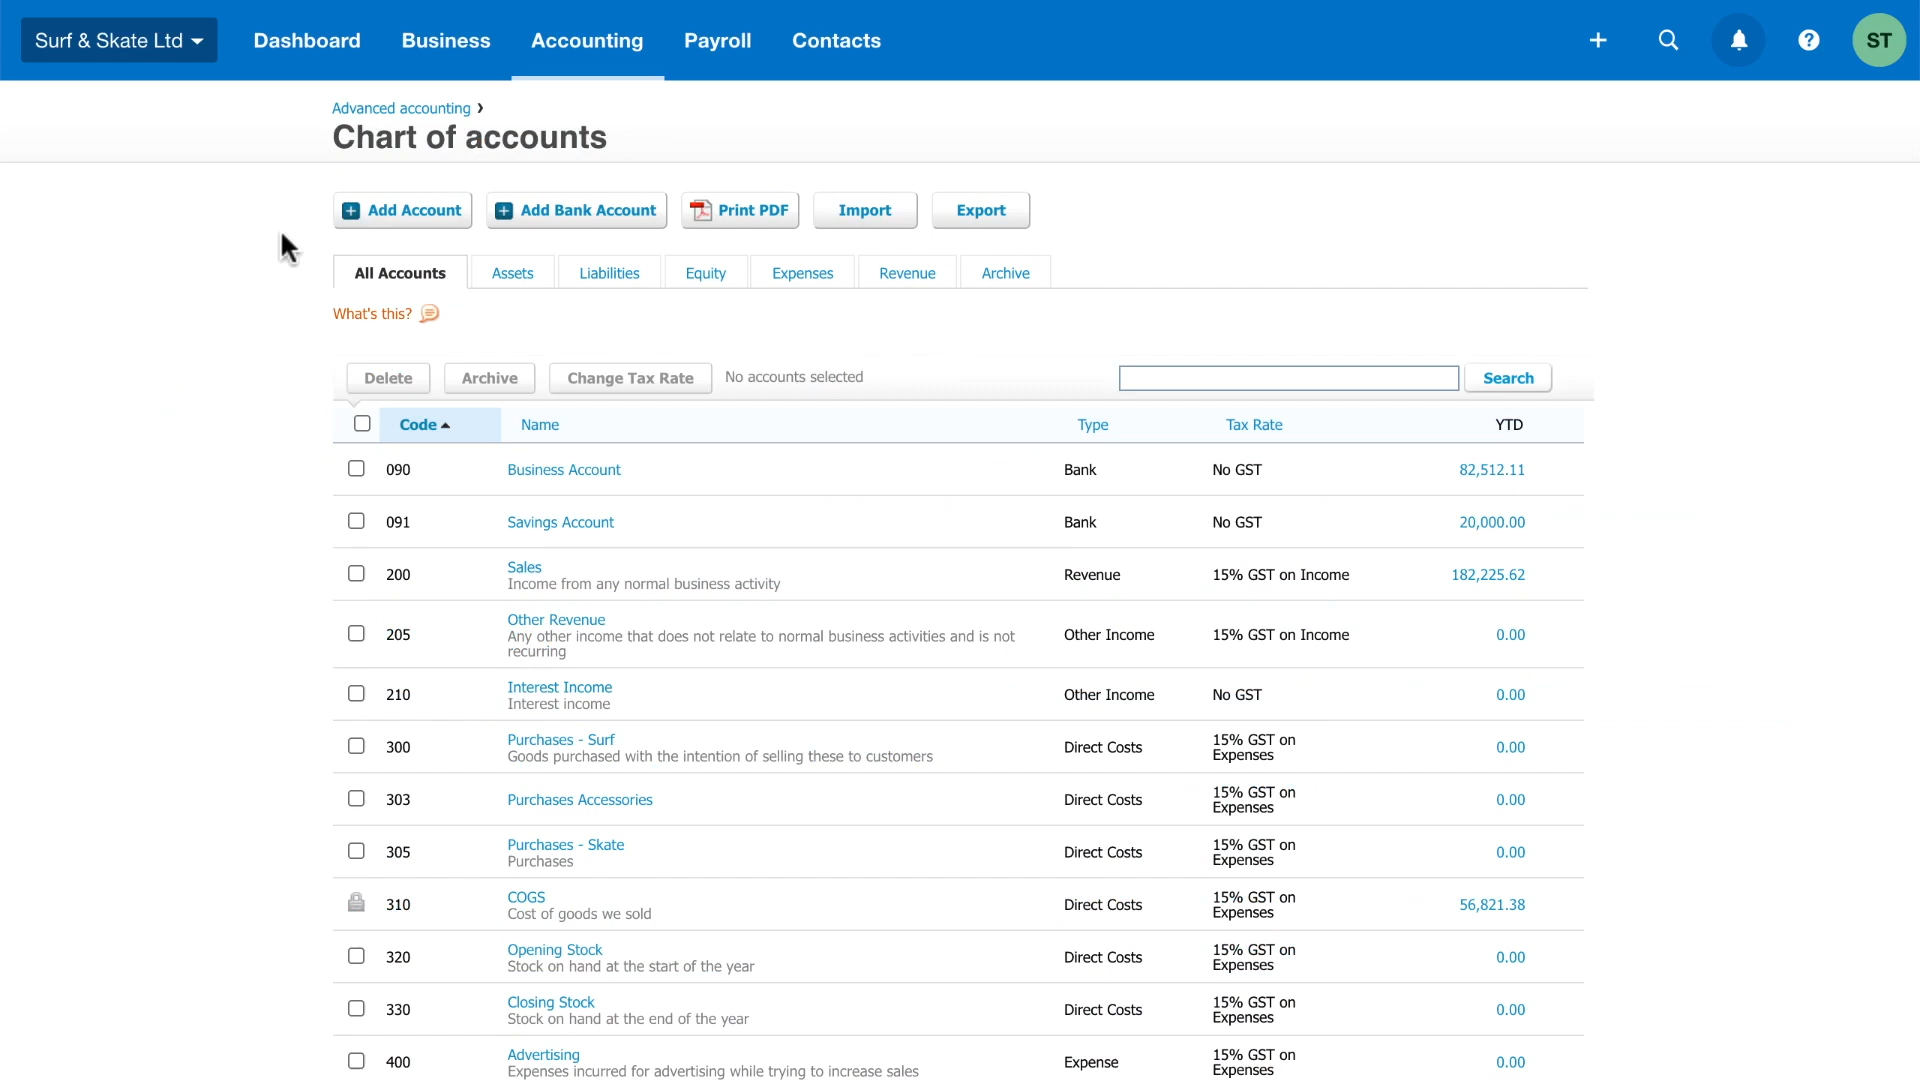 Surf & Skate Ltd Dashboard Business Accounting Payroll Contacts ST
Advanced accounting ›
Chart of accounts
Add Account Add Bank Account Print PDF Import Export
All Accounts Assets Liabilities Equity Expenses Revenue Archive
What's this?
Delete Archive Change Tax Rate No accounts selected Search
Code Name Type Tax Rate YTD
090 Business Account Bank No GST 82,512.11
091 Savings Account Bank No GST 20,000.00
200 Sales Revenue 15% GST on Income 182,225.62
Income from any normal business activity
205 Other Revenue Other Income 15% GST on Income 0.00
Any other income that does not relate to normal business activities and is not
recurring
210 Interest Income Other Income No GST 0.00
Interest income
300 Purchases - Surf Direct Costs 15% GST on 0.00
Goods purchased with the intention of selling these to customers Expenses
303 Purchases Accessories Direct Costs 15% GST on 0.00
Expenses
305 Purchases - Skate Direct Costs 15% GST on 0.00
Purchases Expenses
310 COGS Direct Costs 15% GST on 56,821.38
Cost of goods we sold Expenses
320 Opening Stock Direct Costs 15% GST on 0.00
Stock on hand at the start of the year Expenses
330 Closing Stock Direct Costs 15% GST on 0.00
Stock on hand at the end of the year Expenses
400 Advertising Expense 15% GST on 0.00
Expenses incurred for advertising while trying to increase sales Expenses